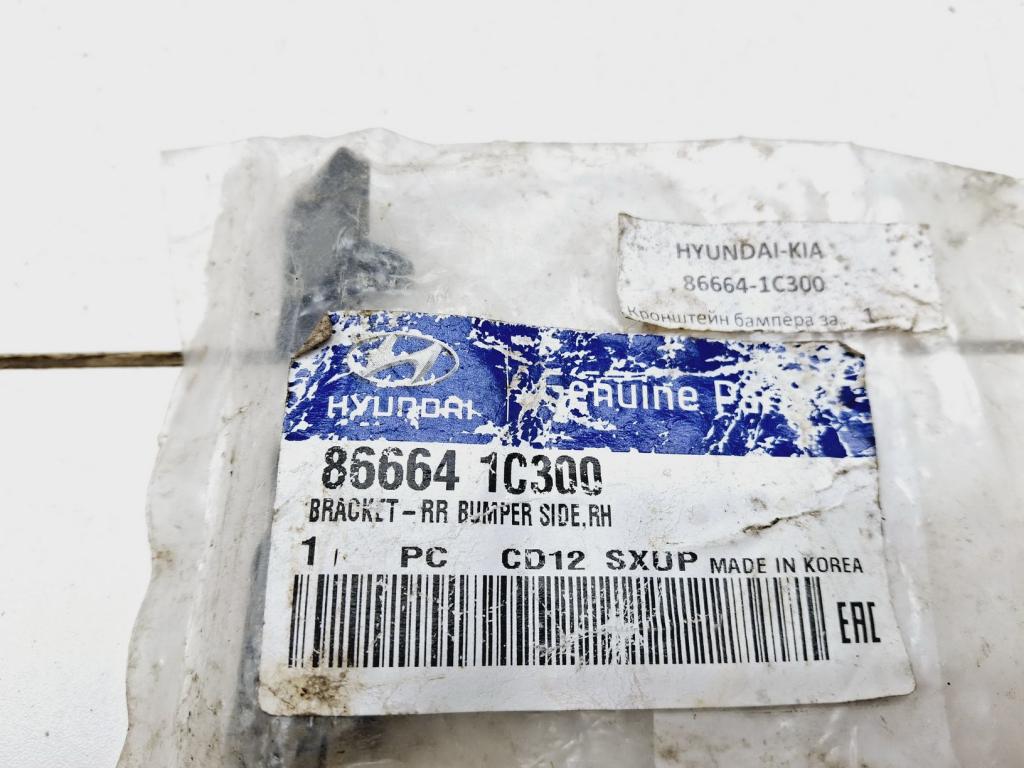 HYUNDAI-KIA
86664-1C300
Кронштейн бампера за 1
HYUNDAI Genuine
86664 1C300
BRACKET-RR BUMPER SIDE,RH
1 PC CD12 SXUP MADE IN KOREA
EAC